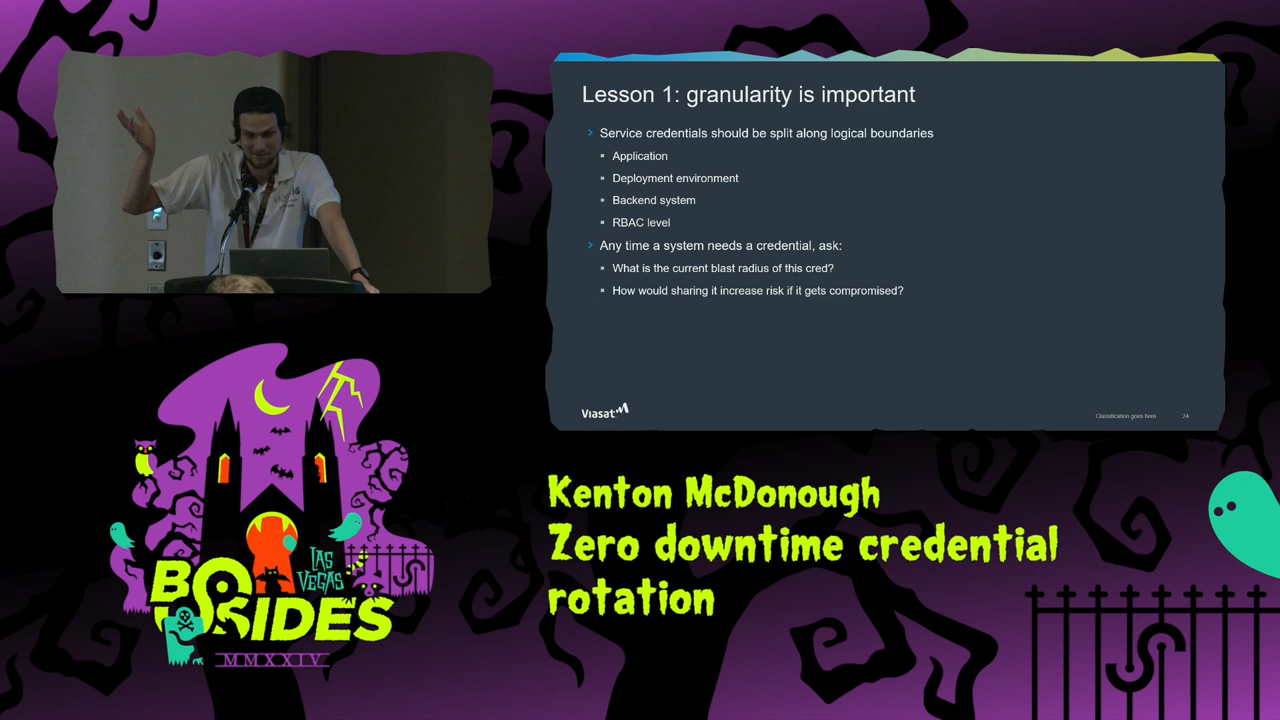 Lesson 1: granularity is important
Service credentials should be split along logical boundaries
Application
Deployment environment
Backend system
RBAC level
Any time a system needs a credential, ask:
What is the current blast radius of this cred?
How would sharing it increase risk if it gets compromised?
Viasat
Classification goes here 24
Kenton McDonough
Zero downtime credential
rotation
LAS
VEGAS
BSIDES
MMXXIV